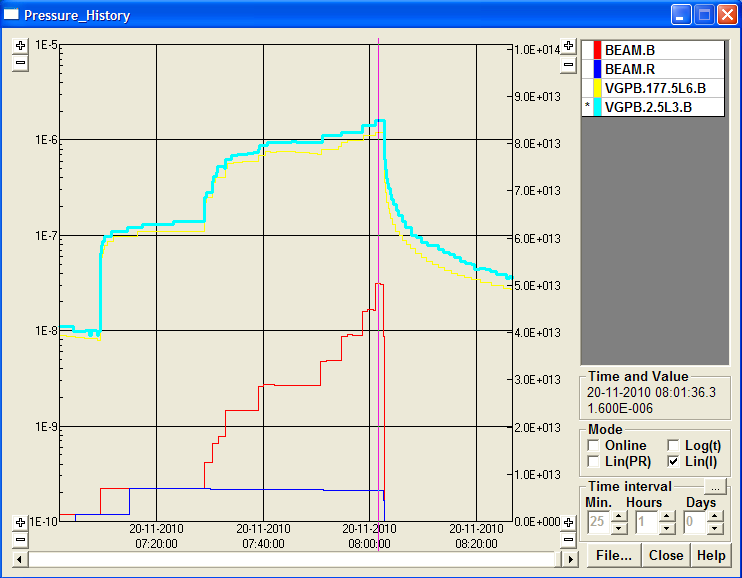 Pressure_History
1E-5
1E-6
1E-7
1E-8
1E-9
1E-10
1.0E+014
9.0E+013
8.0E+013
7.0E+013
6.0E+013
5.0E+013
4.0E+013
3.0E+013
2.0E+013
1.0E+013
0.0E+000
20-11-2010 20-11-2010 20-11-2010 20-11-2010
07:20:00 07:40:00 08:00:00 08:20:00
BEAM.B
BEAM.R
VGPB.177.5L6.B
* VGPB.2.5L3.B
Time and Value
20-11-2010 08:01:36.3
1.600E-006
Mode
Online Log(t)
Lin(PR) Lin(I)
Time interval ...
Min. Hours Days
25 1 0
File... Close Help